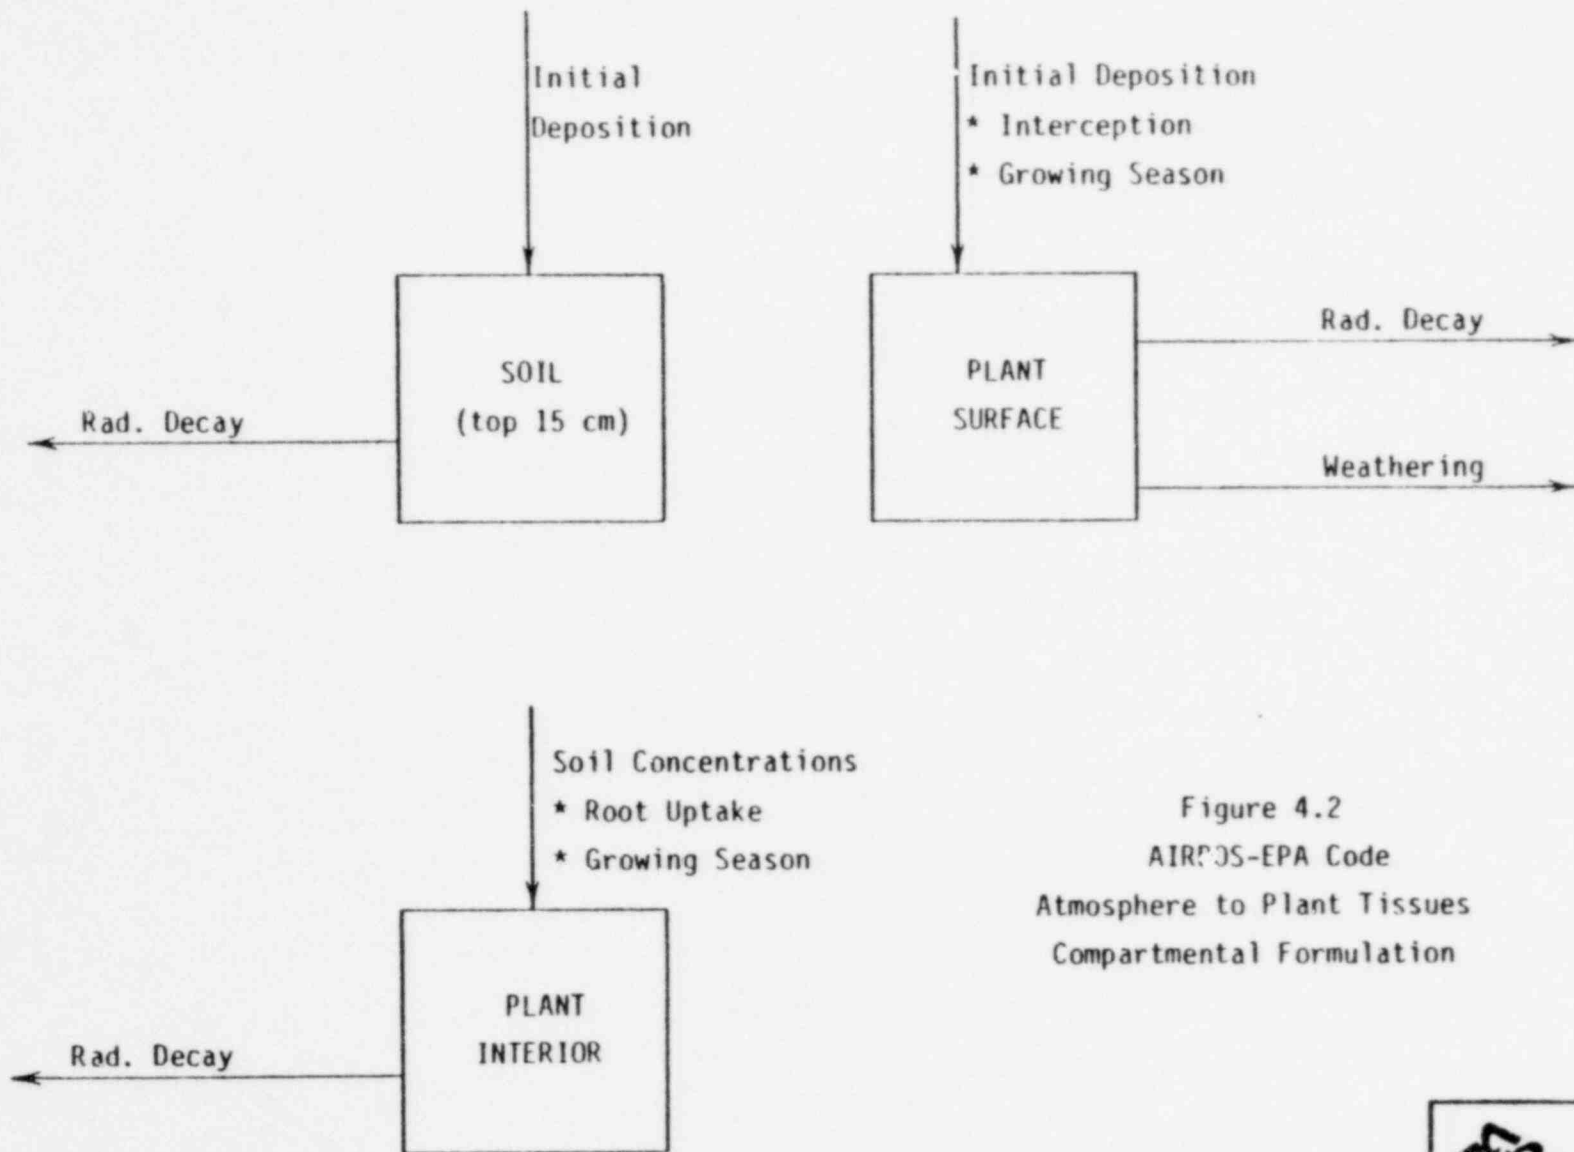 Initial
Deposition
Initial Deposition
* Interception
* Growing Season
SOIL
(top 15 cm)
Rad. Decay
PLANT
SURFACE
Rad. Decay
Weathering
Soil Concentrations
* Root Uptake
* Growing Season
PLANT
INTERIOR
Rad. Decay
Figure 4.2
Code
Atmosphere to Plant Tissues
Compartmental Formulation